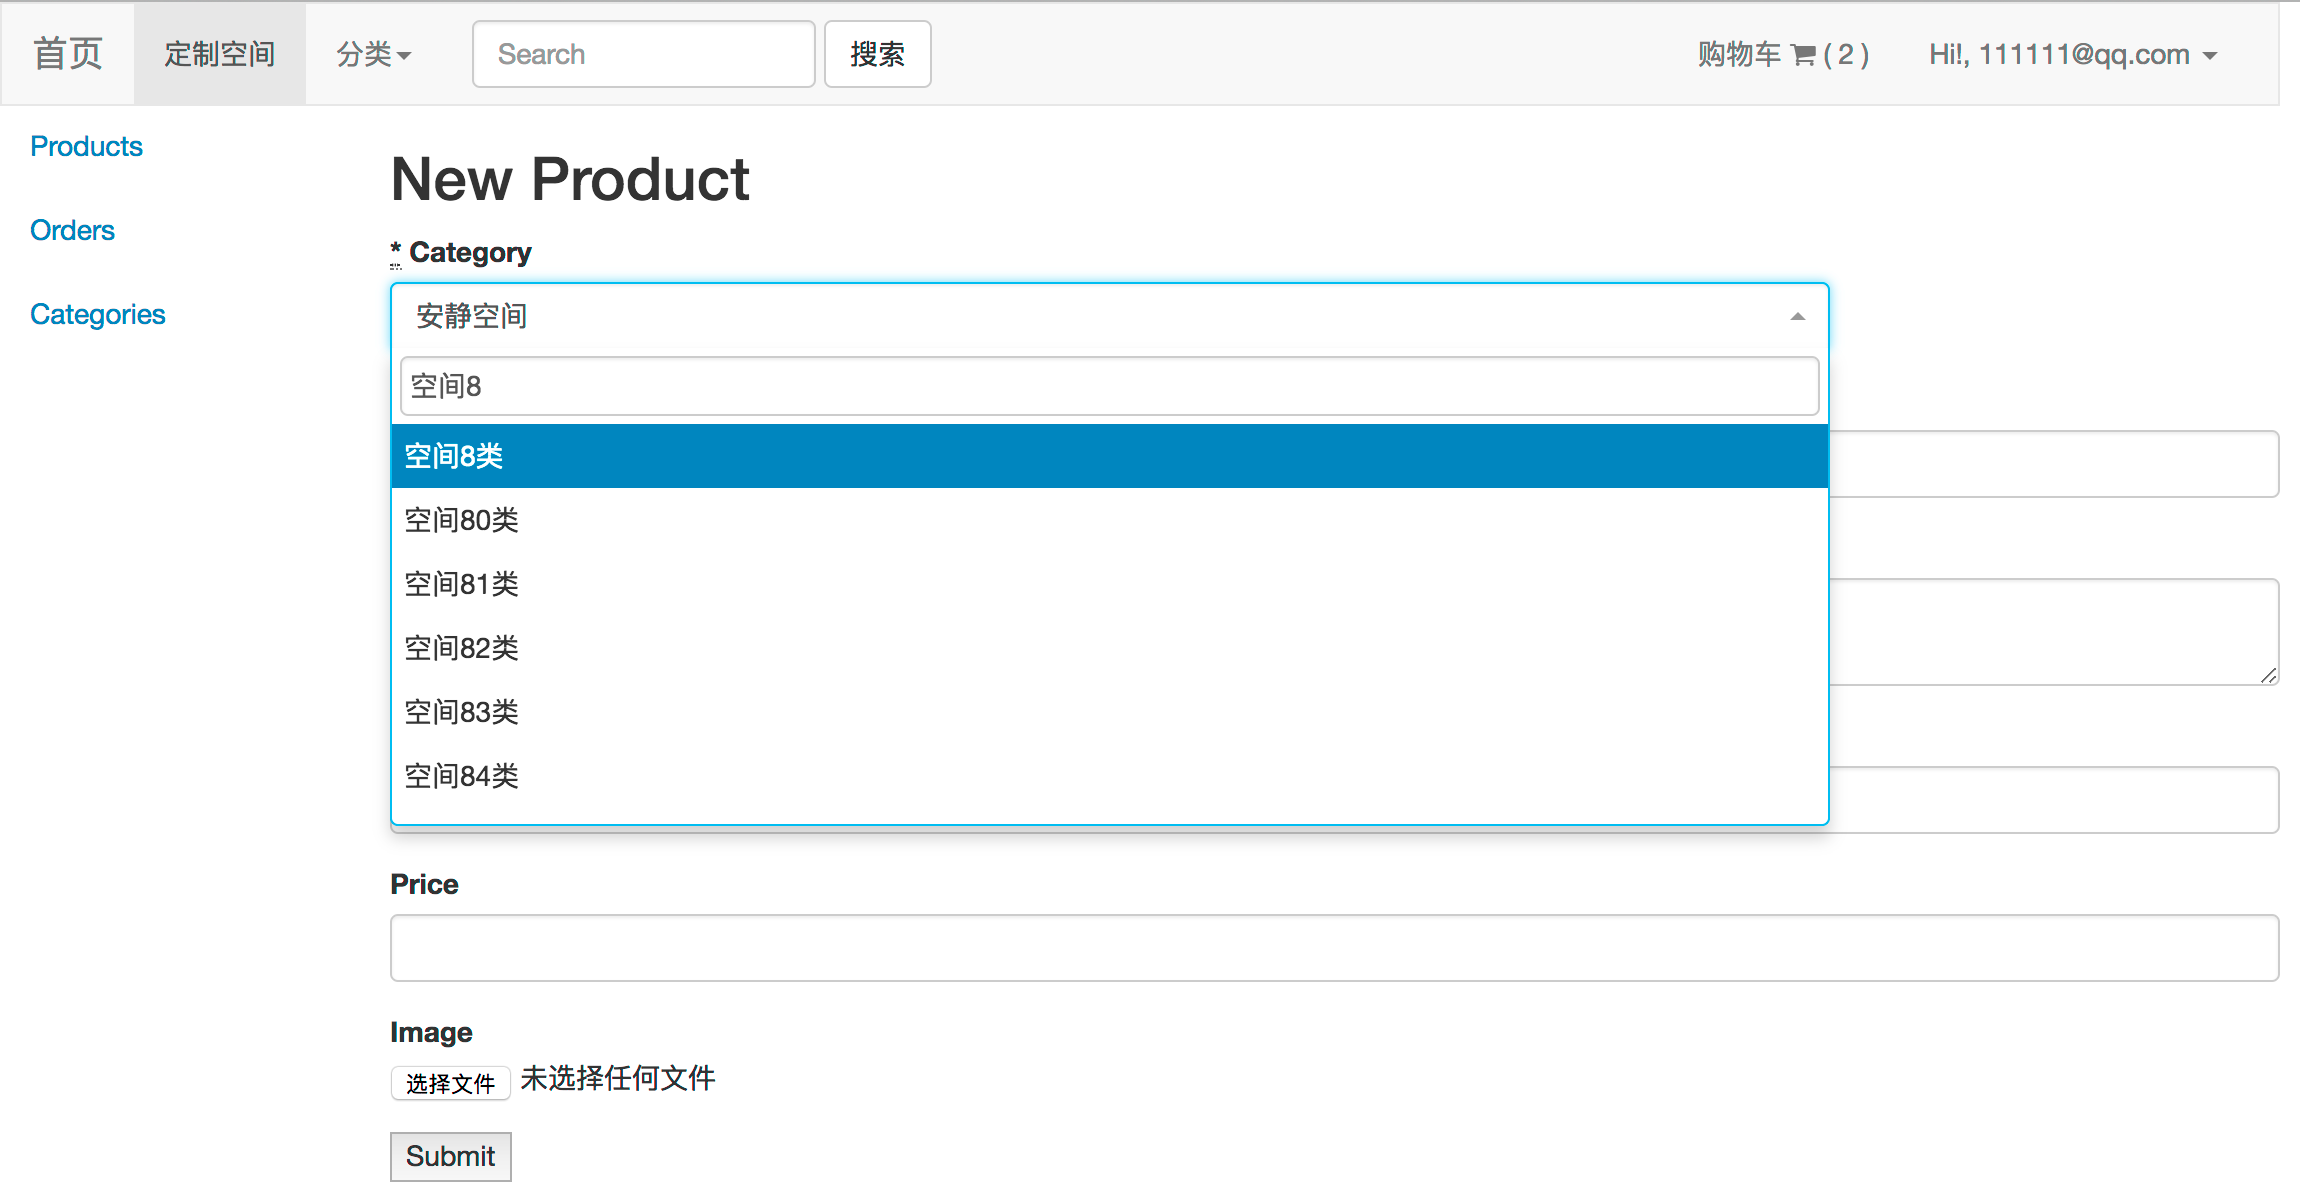 首页 定制空间 分类 Search 搜索 购物车 ( 2 ) Hi!, 111111@qq.com
Products
Orders
Categories
New Product
* Category
安静空间
空间8
空间8类
空间80类
空间81类
空间82类
空间83类
空间84类
Price
Image
选择文件 未选择任何文件
Submit